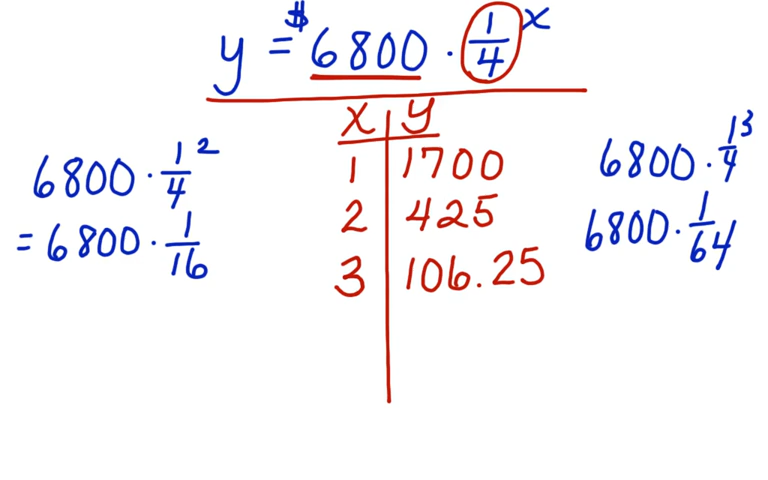 y = $6800 · 1/4^x
x | y
1 | 1700
2 | 425
3 | 106.25
6800 · 1/4^2
= 6800 · 1/16
6800 · 1/4^3
6800 · 1/64